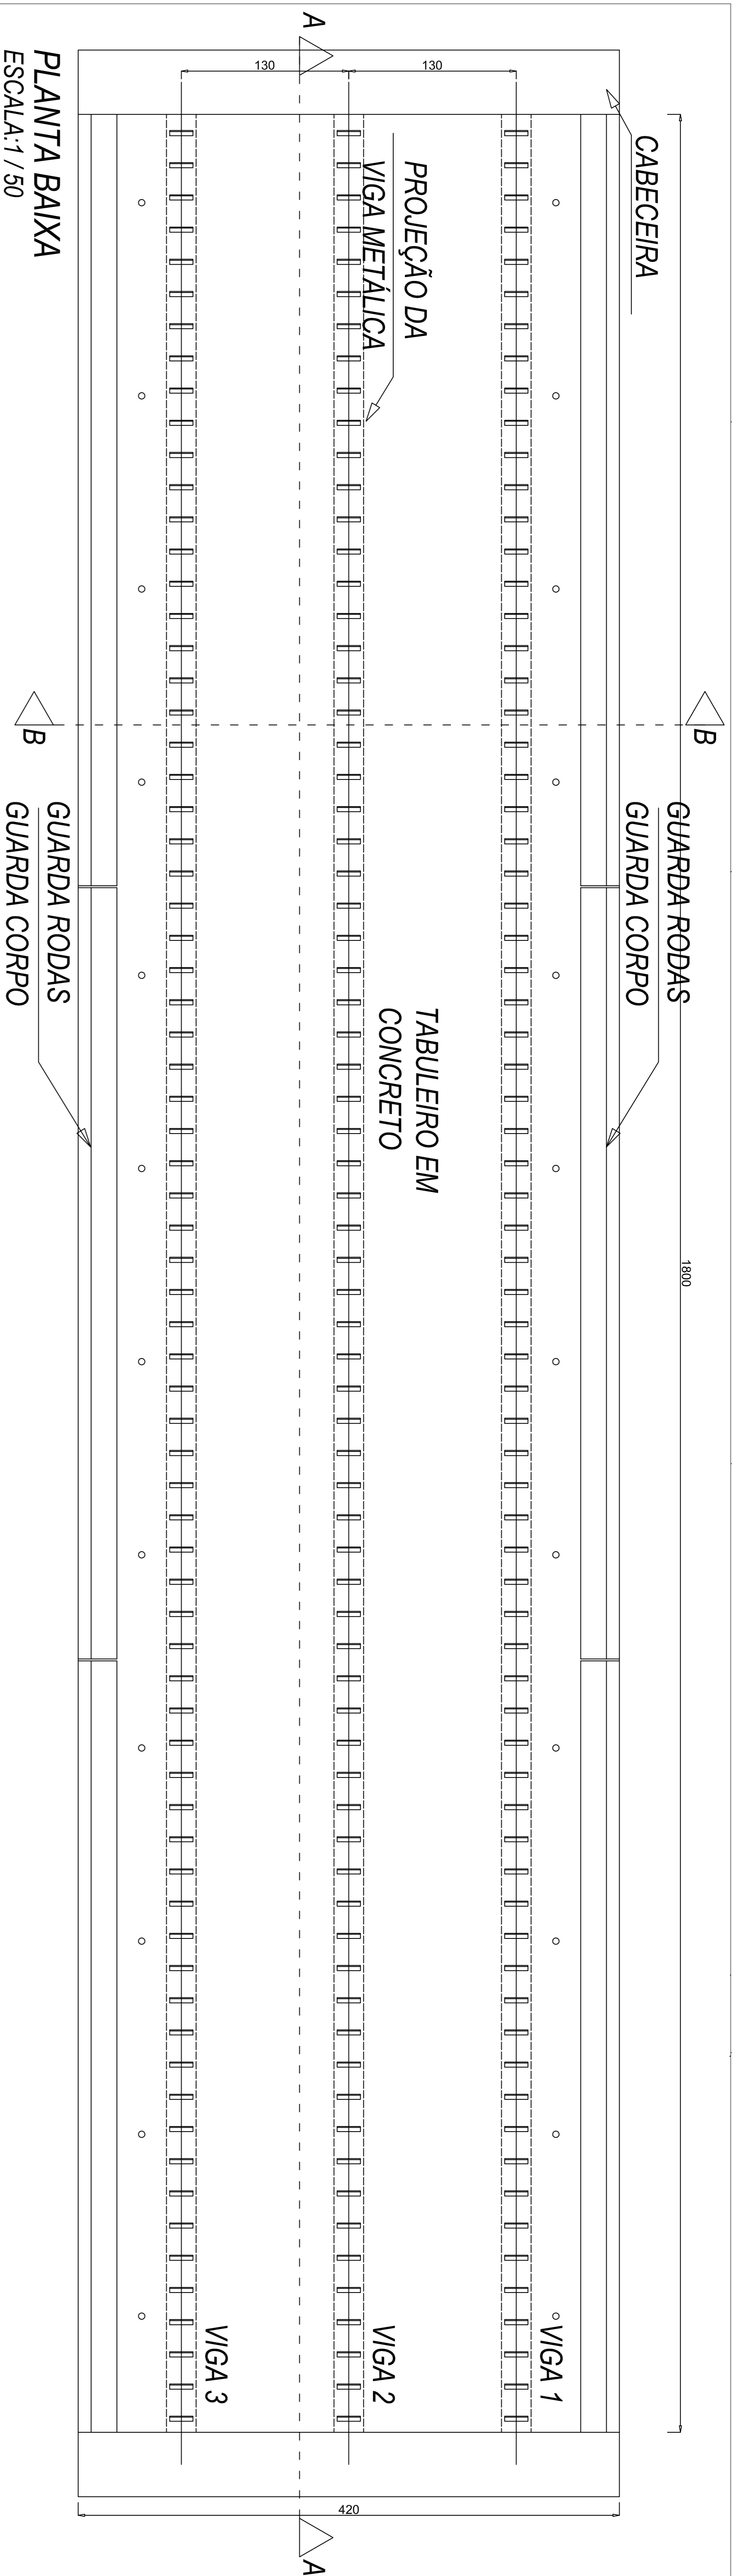 A
130
130
CABECEIRA
PROJEÇÃO DA
VIGA METÁLICA
PLANTA BAIXA
ESCALA:1 / 50
B
B
GUARDA RODAS
GUARDA CORPO
GUARDA RODAS
GUARDA CORPO
TABULEIRO EM
CONCRETO
1800
VIGA 1
VIGA 2
VIGA 3
420
A